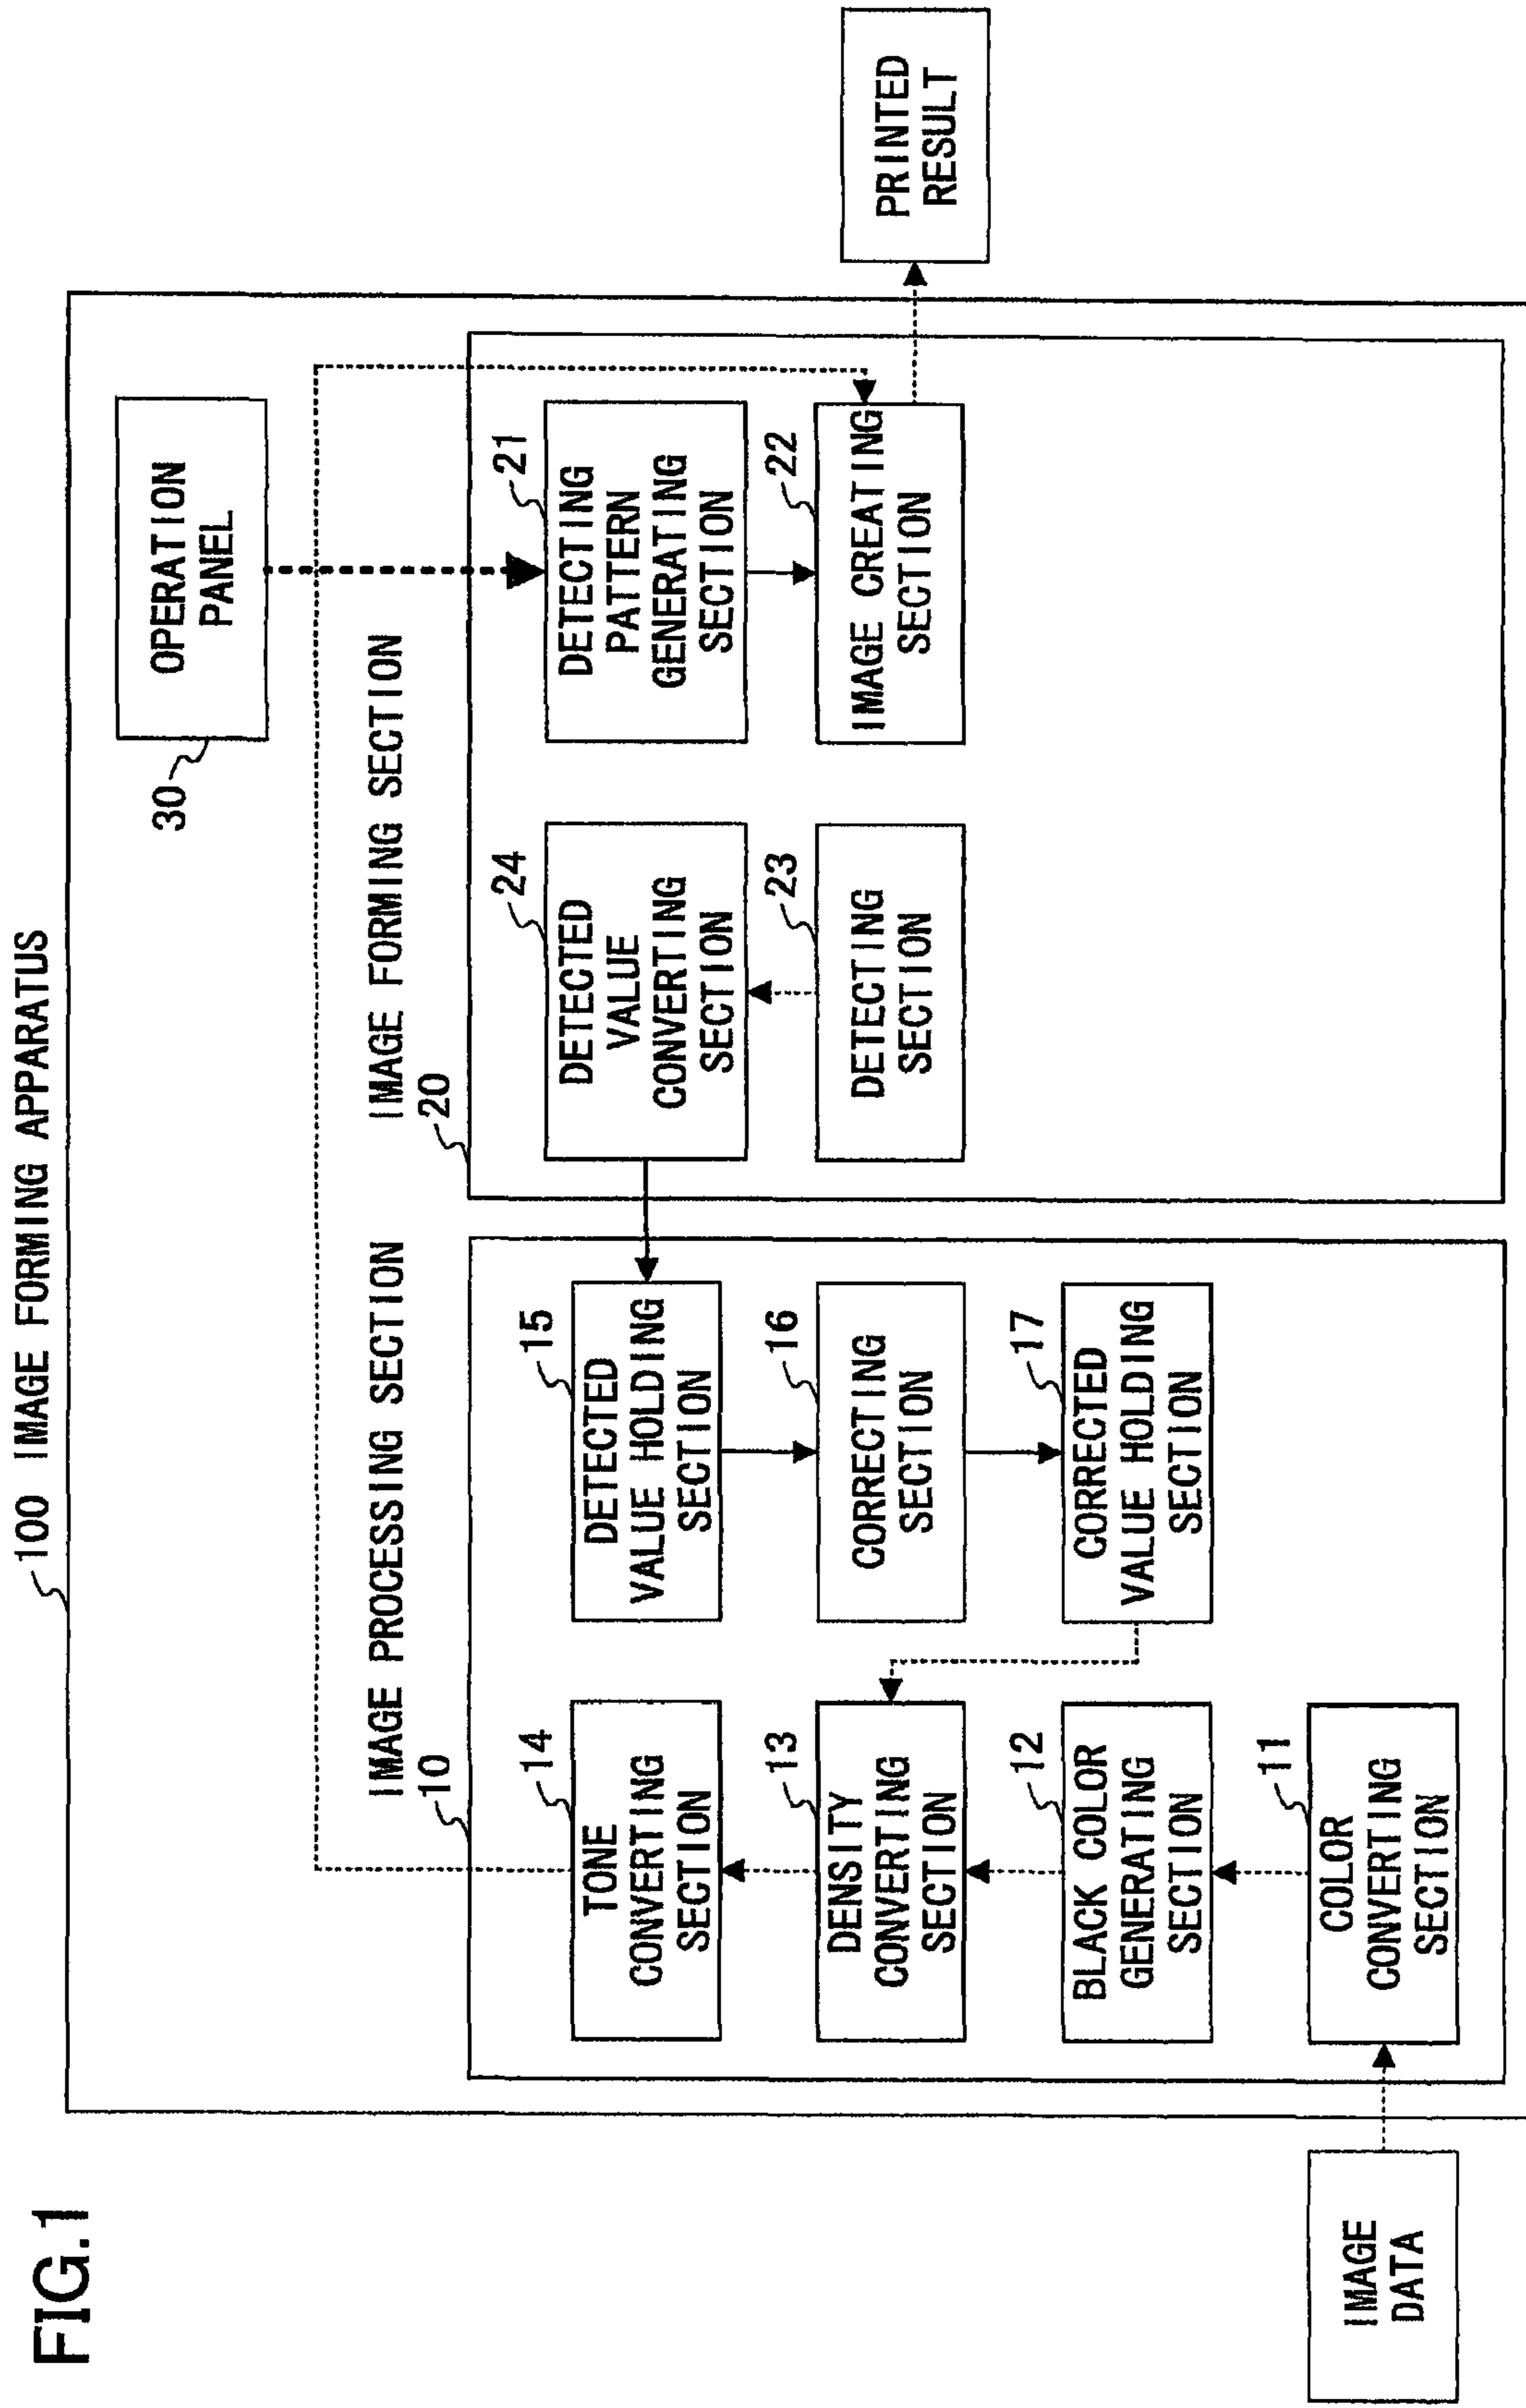 FIG.1
100 IMAGE FORMING APPARATUS
OPERATION
PANEL
30
IMAGE PROCESSING SECTION
10
IMAGE FORMING SECTION
20
TONE
CONVERTING
SECTION
14
DETECTED
VALUE HOLDING
SECTION
15
DETECTED
VALUE
CONVERTING
SECTION
24
DETECTING
PATTERN
GENERATING
SECTION
21
DENSITY
CONVERTING
SECTION
13
CORRECTING
SECTION
16
DETECTING
SECTION
23
IMAGE CREATING
SECTION
22
PRINTED
RESULT
BLACK COLOR
GENERATING
SECTION
12
CORRECTED
VALUE HOLDING
SECTION
17
IMAGE
DATA
COLOR
CONVERTING
SECTION
11